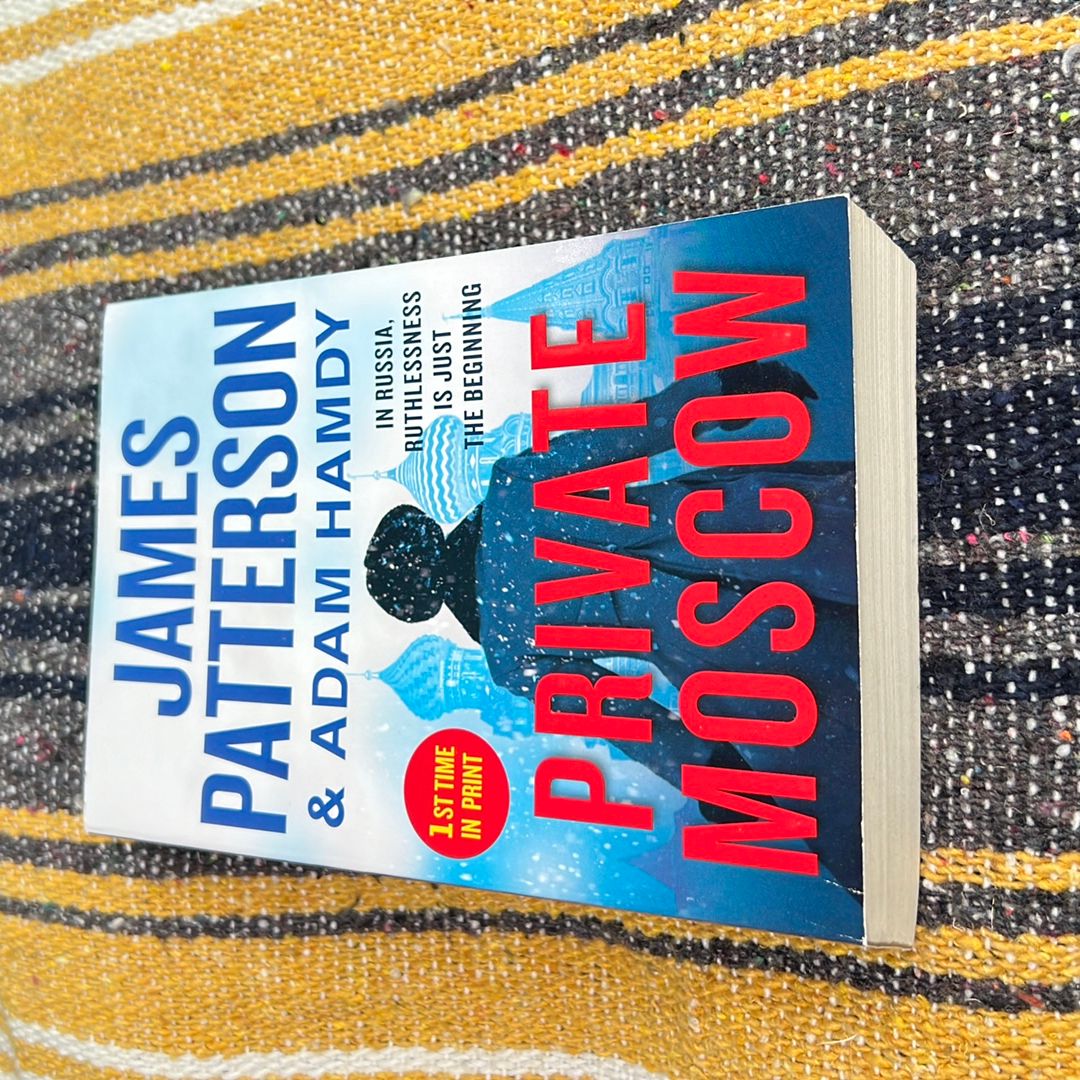 JAMES
PATTERSON
& ADAM HAMDY
IN RUSSIA,
RUTHLESSNESS
IS JUST
THE BEGINNING
1ST TIME
IN PRINT
PRIVATE
MOSCOW